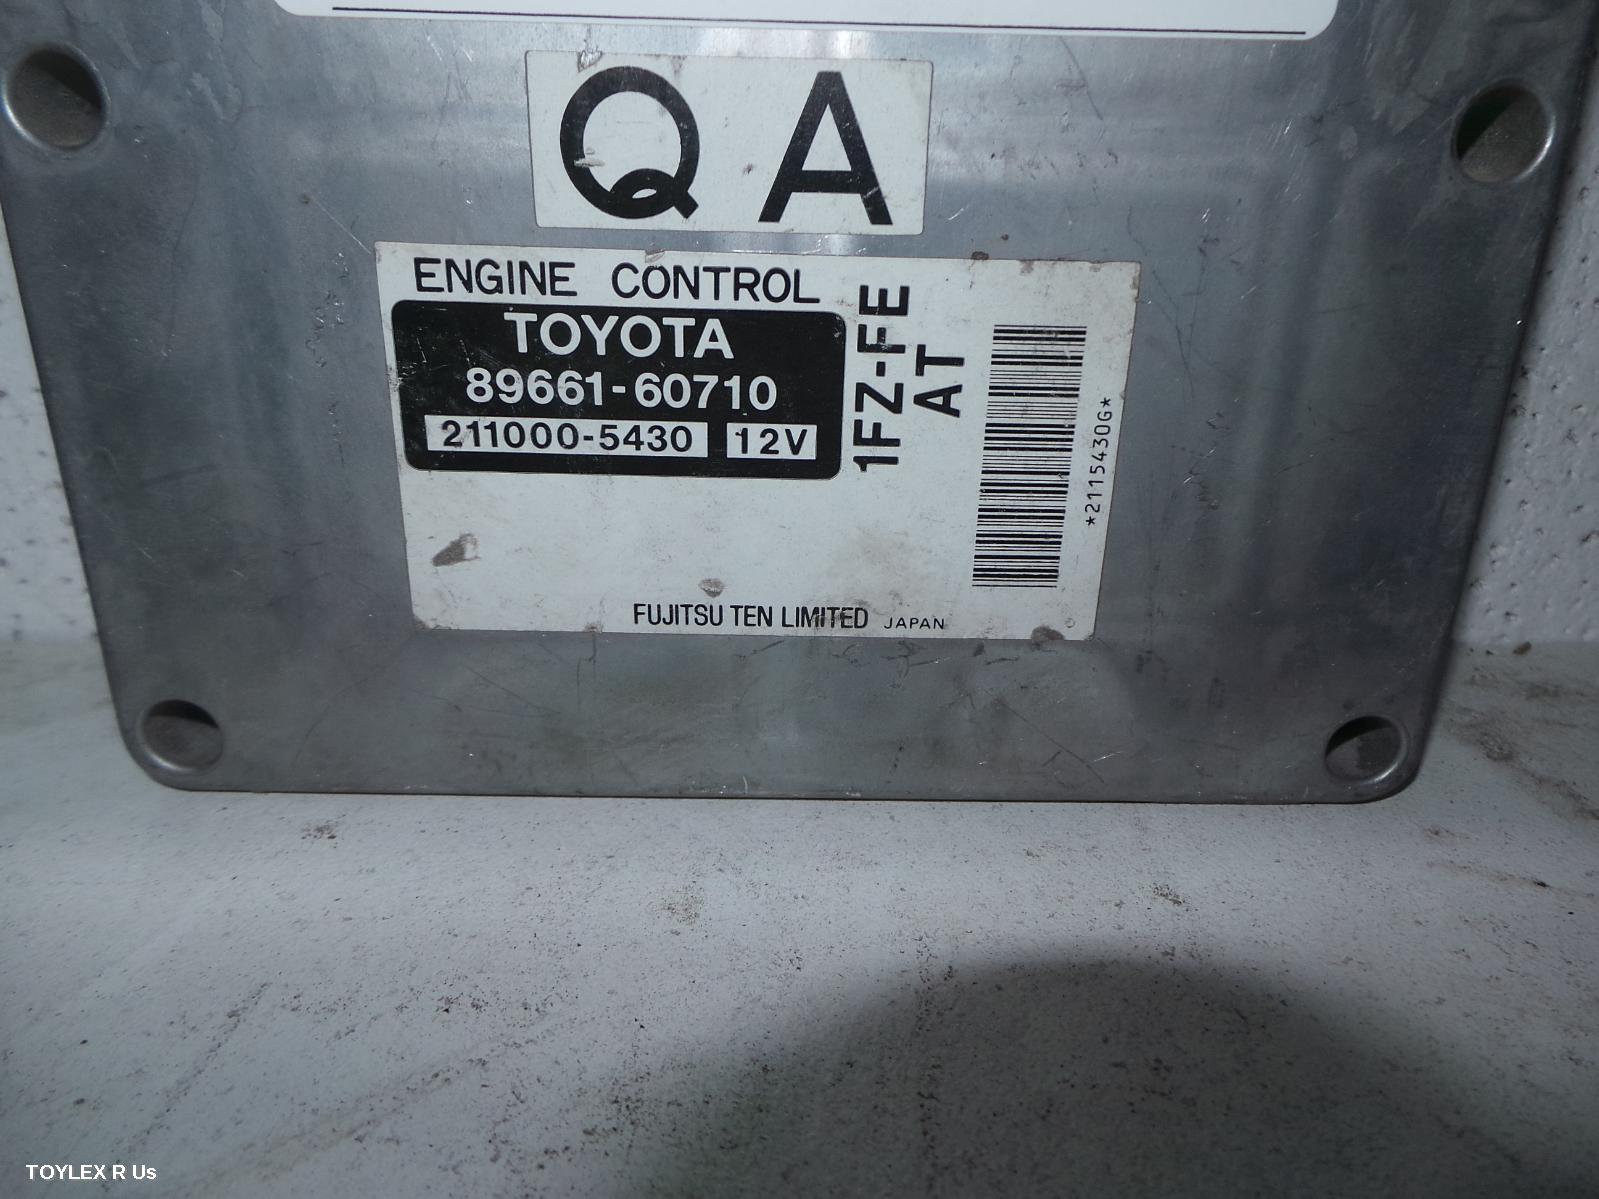 QA
ENGINE CONTROL
TOYOTA
89661-60710
211000-5430 12V
1FZ-FE
AT
*2115430G*
FUJITSU TEN LIMITED JAPAN
TOYLEX R Us